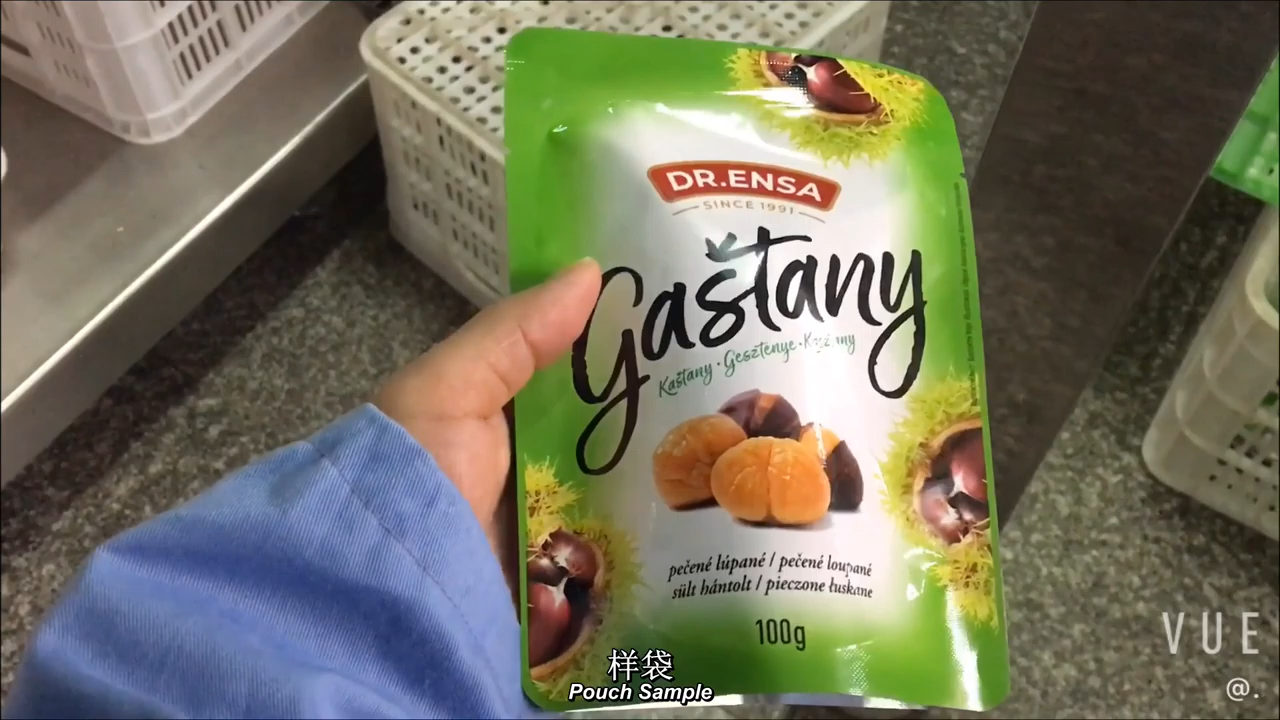 DR.ENSA
SINCE 1991
Gaštany
Kaštany · Gesztenye ·
pečené lúpané / pečené loupané
sült hántolt / pieczone łuskane
100g
样袋
Pouch Sample
VUE
@.